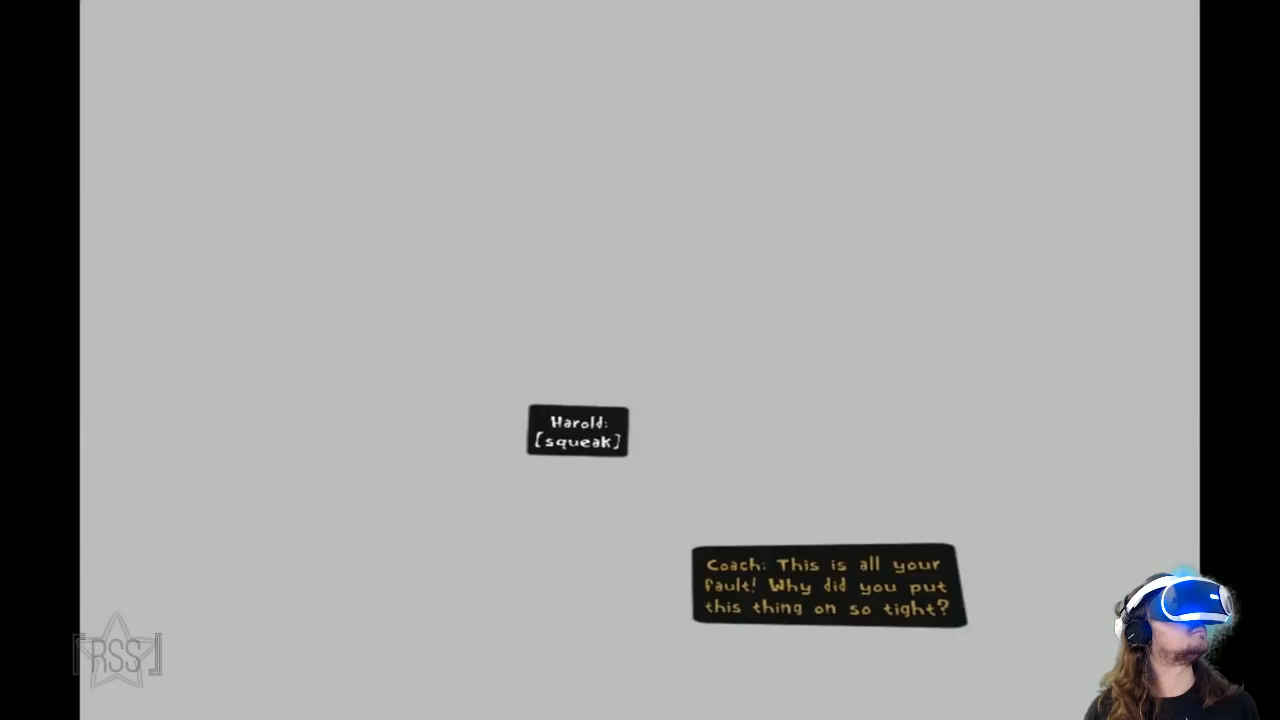 Harold:
[squeak]
Coach: This is all your
fault! Why did you put
this thing on so tight?
[RSS]